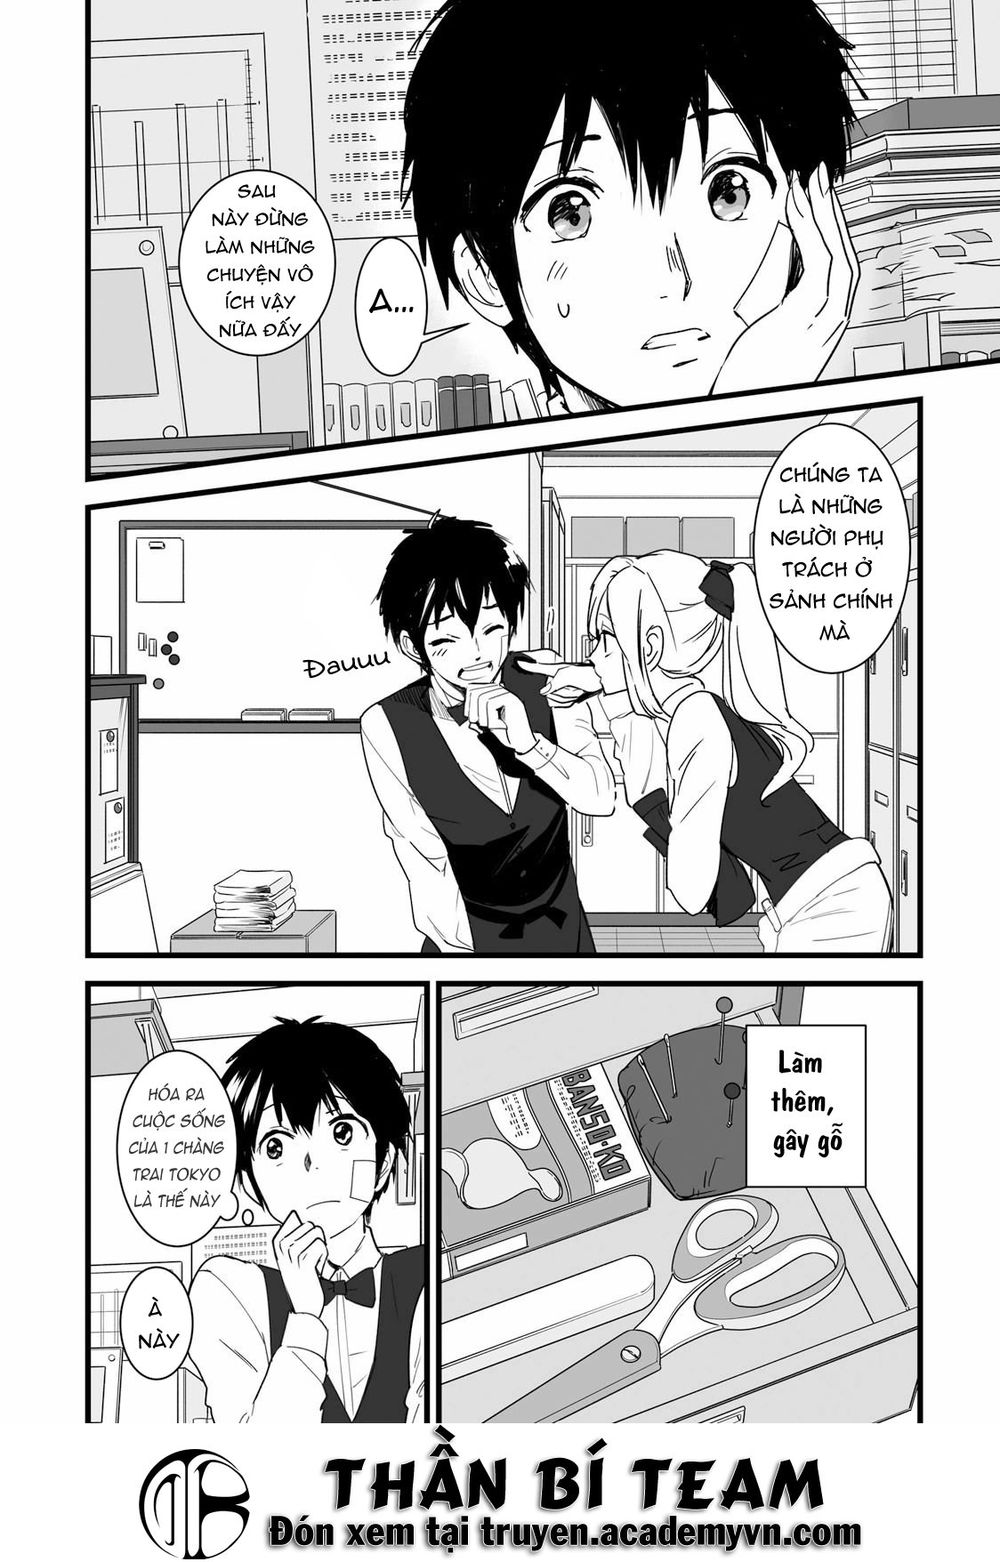 A...
SAU
NÀY ĐỪNG
LÀM NHỮNG
CHUYỆN VÔ
ÍCH VẬY
NỮA ĐẤY
CHÚNG TA
LÀ NHỮNG
NGƯỜI PHỤ
TRÁCH Ở
SẢNH CHÍNH
MÀ
Đauuu
Làm
thêm,
gây gỗ
BANSO-KO
HÓA RA
CUỘC SỐNG
CỦA 1 CHÀNG
TRAI TOKYO
LÀ THẾ NÀY
À
NÀY
THẦN BÍ TEAM
Đón xem tại truyen.academyvn.com